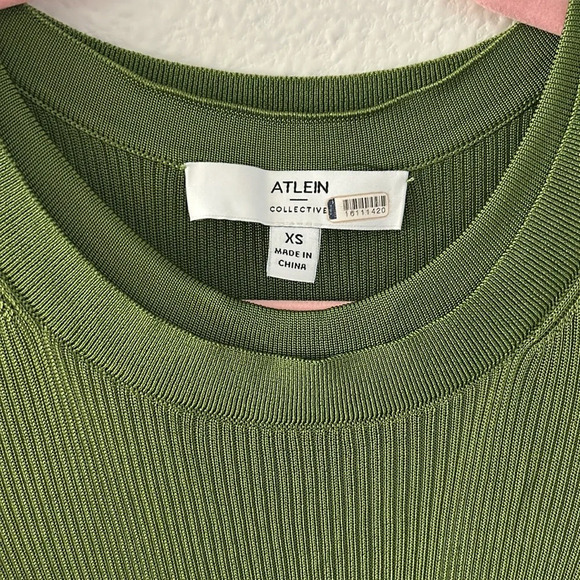 ATLEIN
COLLECTIVE
16111420
XS
MADE IN
CHINA